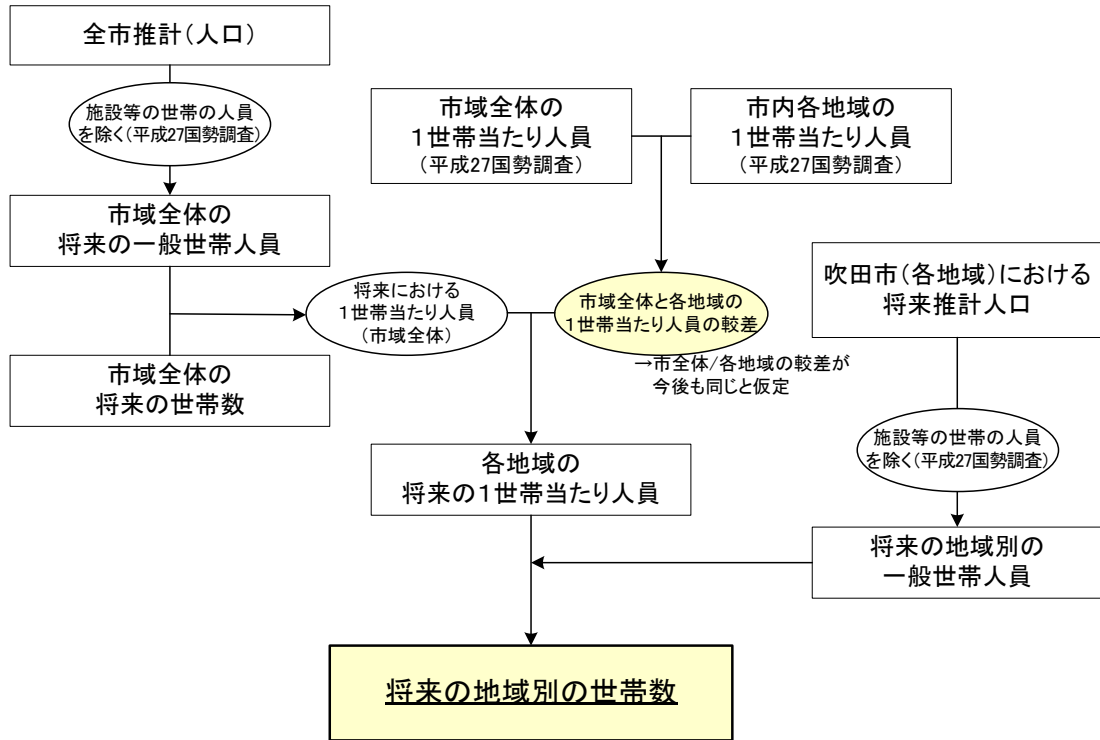 全市推計(人口)
施設等の世帯の人員
を除く(平成27国勢調査)
市域全体の
将来の一般世帯人員
市域全体の
将来の世帯数
市域全体の
1世帯当たり人員
(平成27国勢調査)
市内各地域の
1世帯当たり人員
(平成27国勢調査)
将来における
1世帯当たり人員
(市域全体)
市域全体と各地域の
1世帯当たり人員の較差
→市全体/各地域の較差が
今後も同じと仮定
吹田市(各地域)における
将来推計人口
施設等の世帯の人員
を除く(平成27国勢調査)
各地域の
将来の1世帯当たり人員
将来の地域別の
一般世帯人員
将来の地域別の世帯数